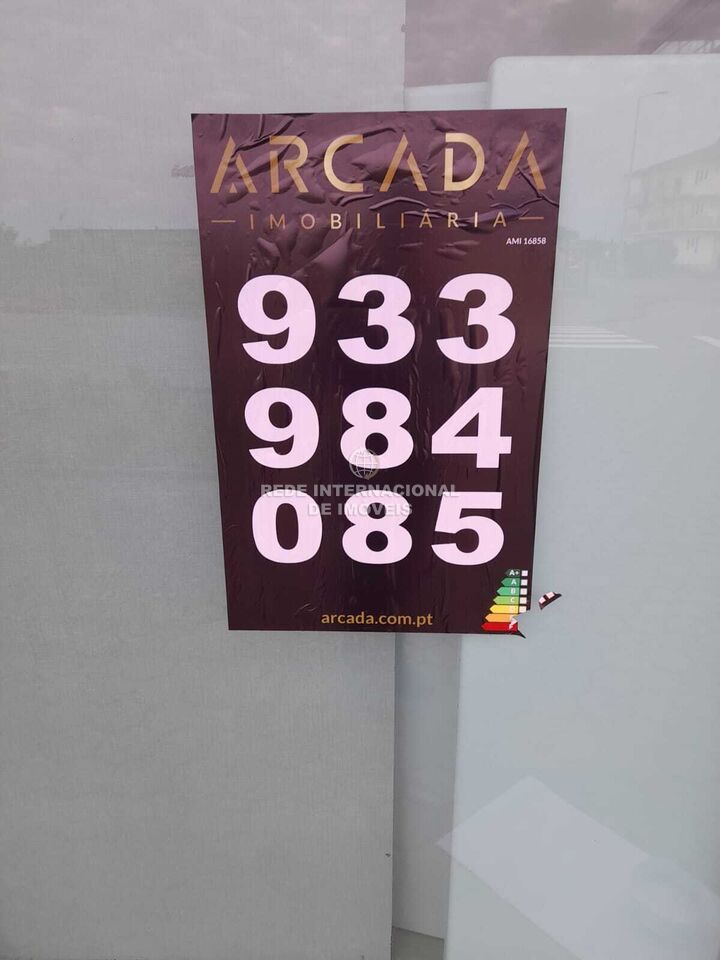 ARCADA
IMOBILIÁRIA
AMI 16858
933
984
REDE INTERNACIONAL
DE IMOVEIS
085
A+
A
B
C
D
arcada.com.pt